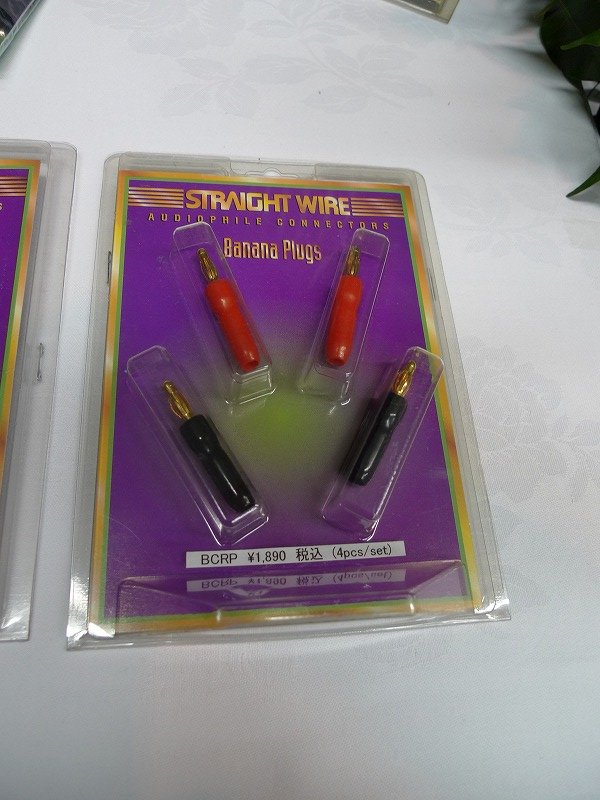 STRAIGHT WIRE
AUDIOPHILE CONNECTORS
Banana Plugs
BCRP ¥1,890 税込 (4pcs/set)